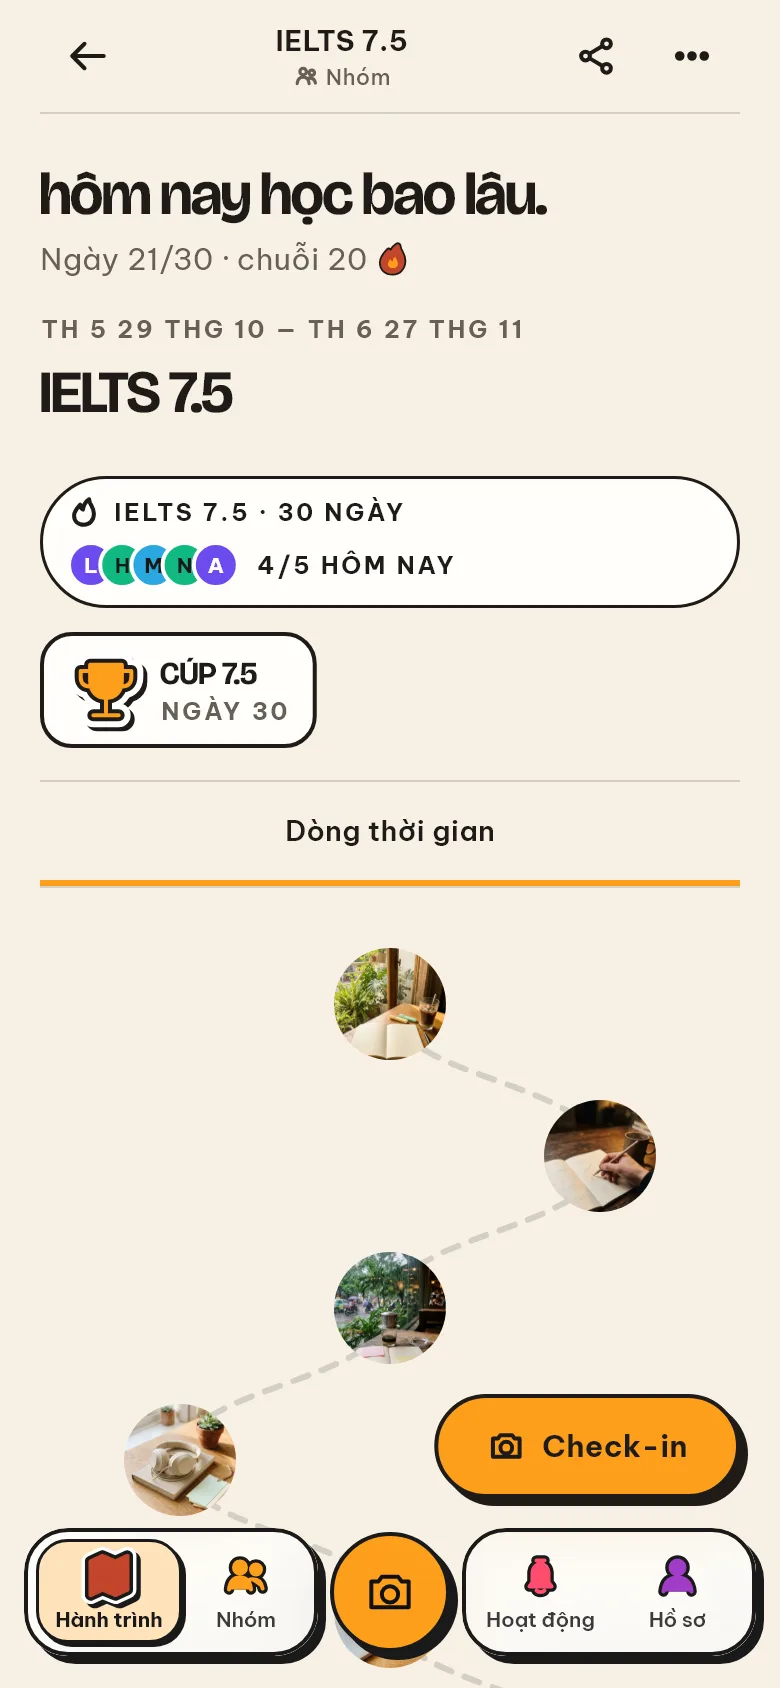 IELTS 7.5
Nhóm
hôm nay học bao lâu.
Ngày 21/30 · chuỗi 20
TH 5 29 THG 10 – TH 6 27 THG 11
IELTS 7.5
IELTS 7.5 · 30 NGÀY
L H M N A 4/5 HÔM NAY
CÚP 7.5
NGÀY 30
Dòng thời gian
Check-in
Hành trình Nhóm Hoạt động Hồ sơ